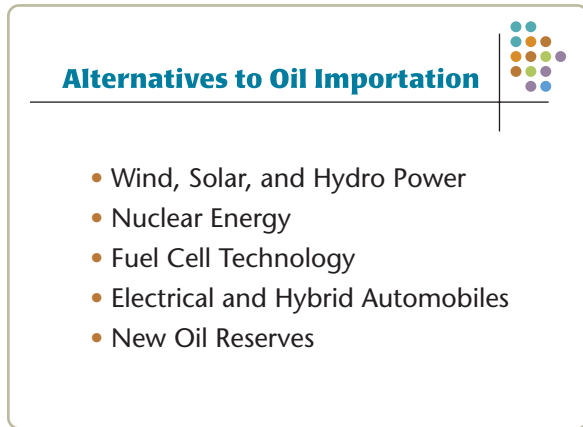 Alternatives to Oil Importation
• Wind, Solar, and Hydro Power
• Nuclear Energy
• Fuel Cell Technology
• Electrical and Hybrid Automobiles
• New Oil Reserves